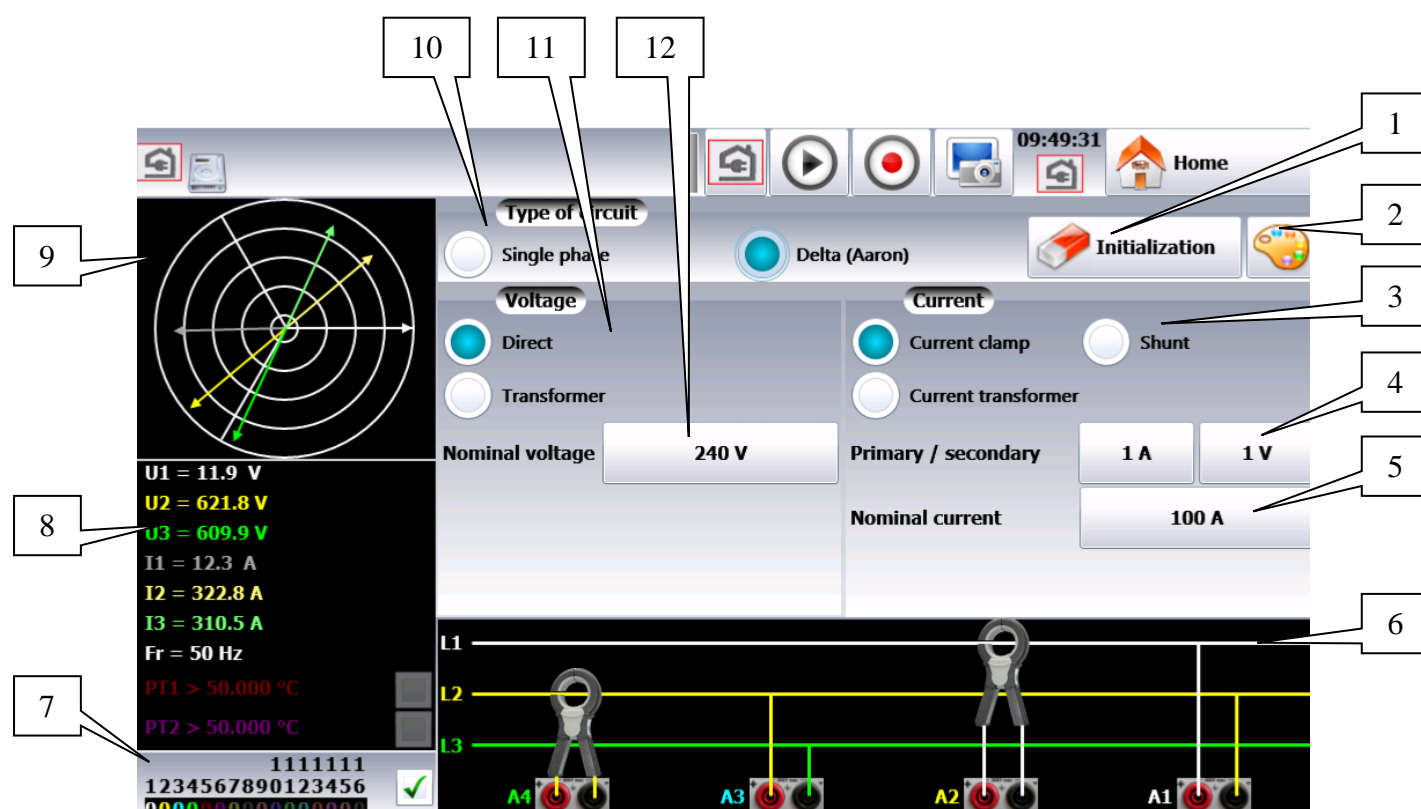 10 11 12
1
09:49:31
Home
2
Type of Circuit
9
Single phase
Delta (Aaron)
Initialization
3
Voltage
Current
Direct
Current clamp
Shunt
4
Transformer
Current transformer
Nominal voltage
240 V
Primary / secondary
1 A
1 V
5
U1 = 11.9 V
U2 = 621.8 V
8
U3 = 609.9 V
Nominal current
100 A
I1 = 12.3 A
I2 = 322.8 A
I3 = 310.5 A
6
Fr = 50 Hz
L1
PT1 > 50.000 °C
L2
7
PT2 > 50.000 °C
L3
1111111
1234567890123456
A4
A3
A2
A1